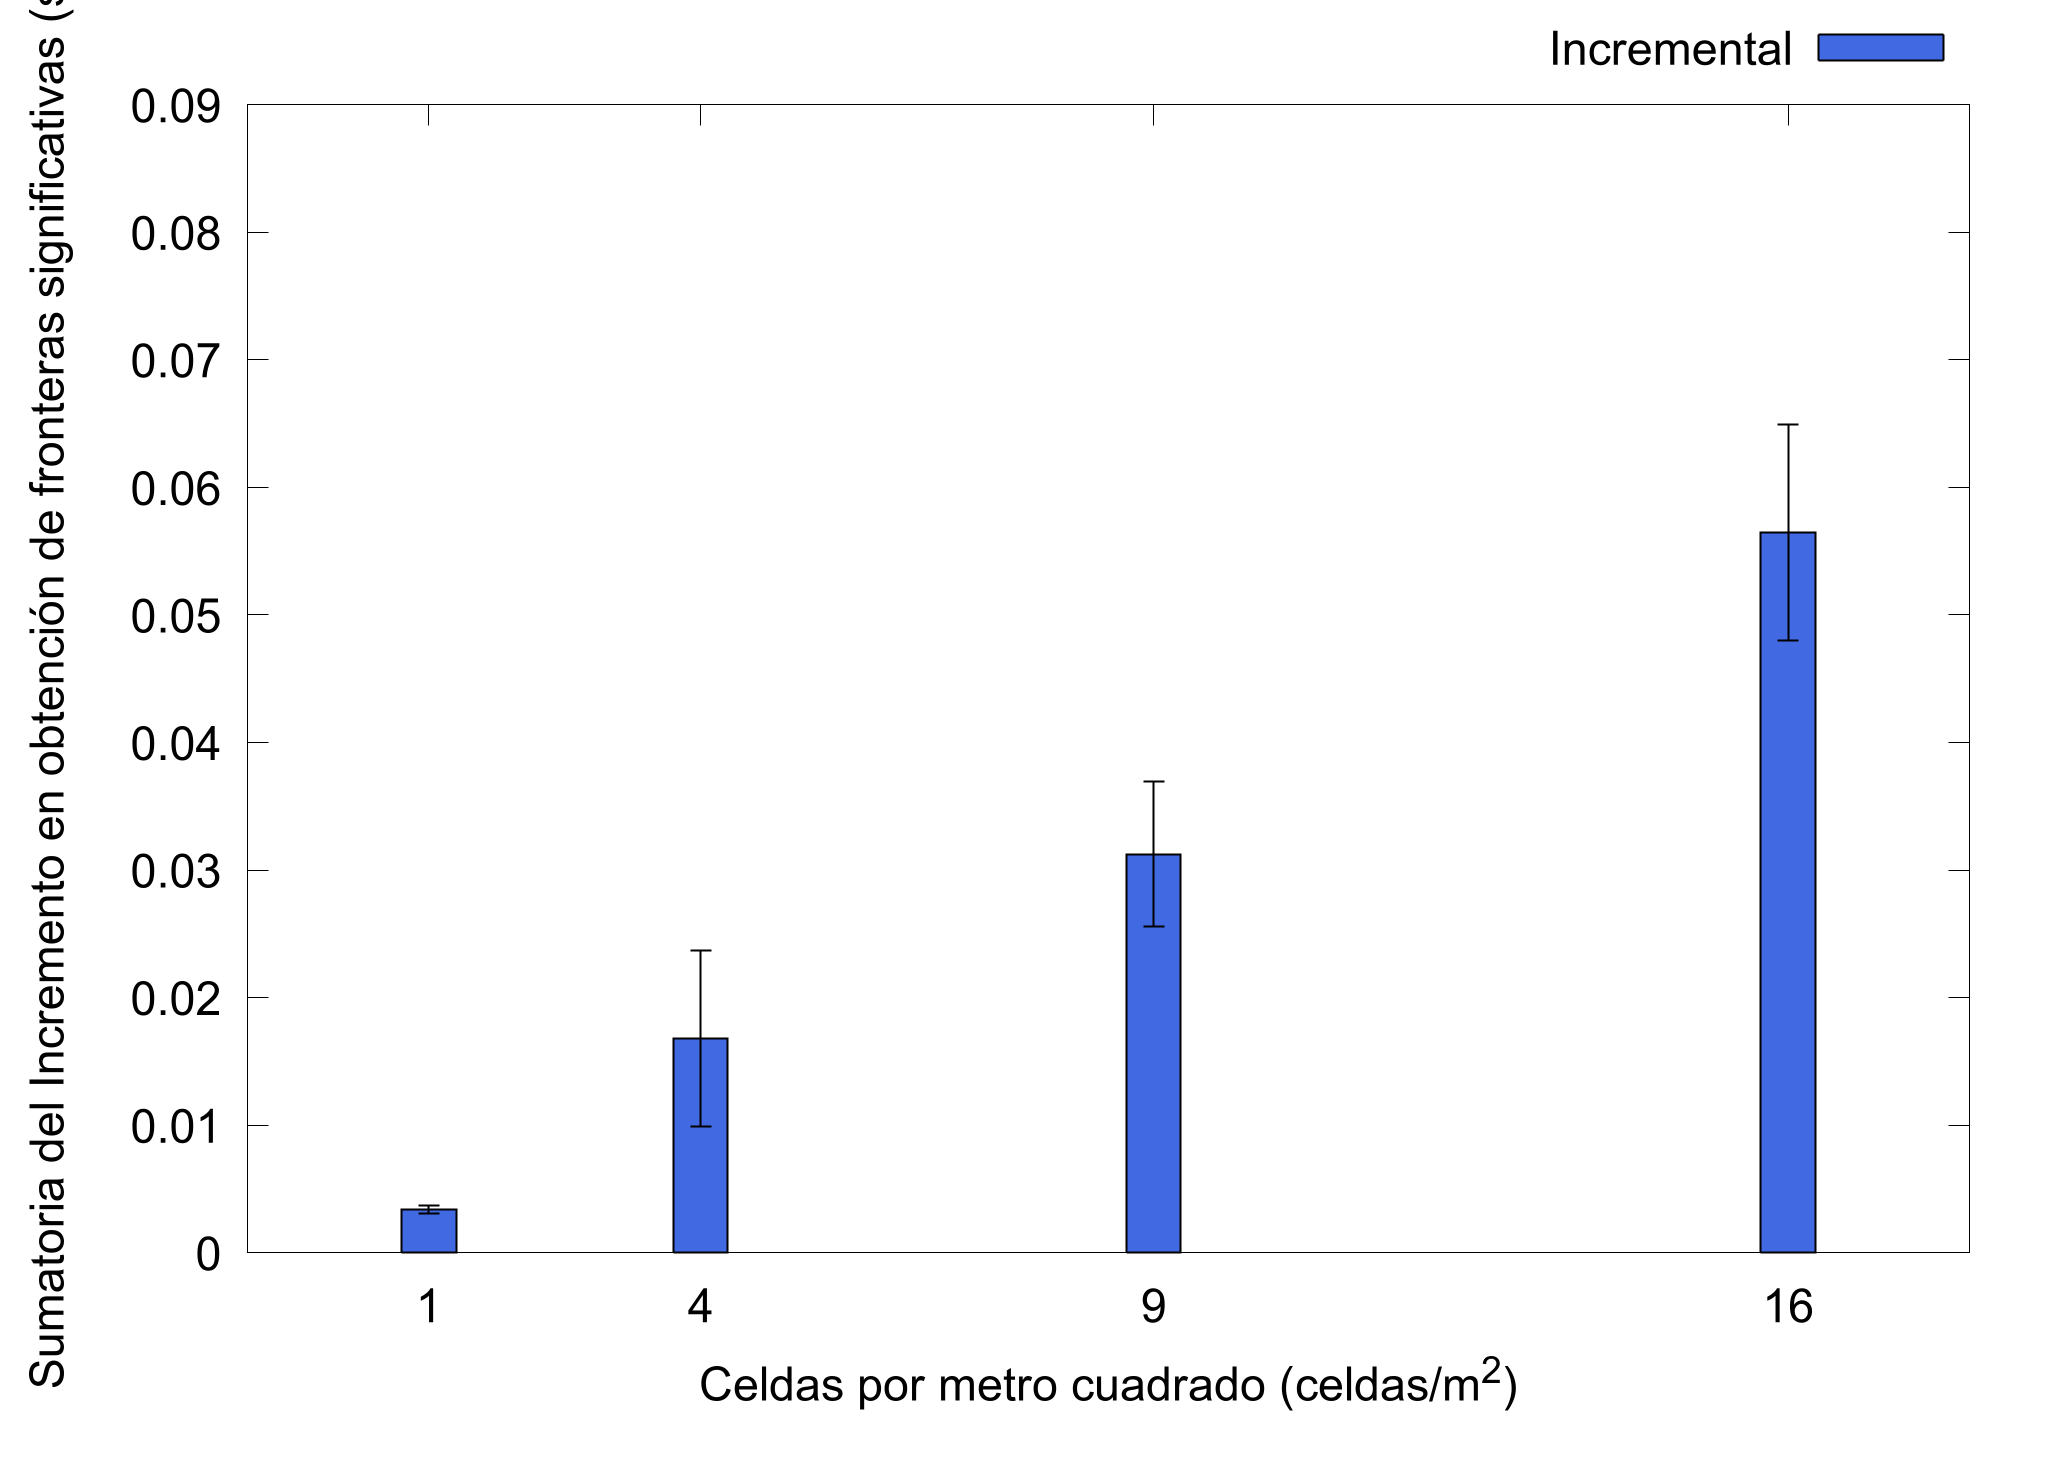 Incremental
0.09
0.08
0.07
0.06
0.05
0.04
0.03
0.02
0.01
0
1 4 9 16
Celdas por metro cuadrado (celdas/m²)
Sumatoria del Incremento en obtención de fronteras significativas (